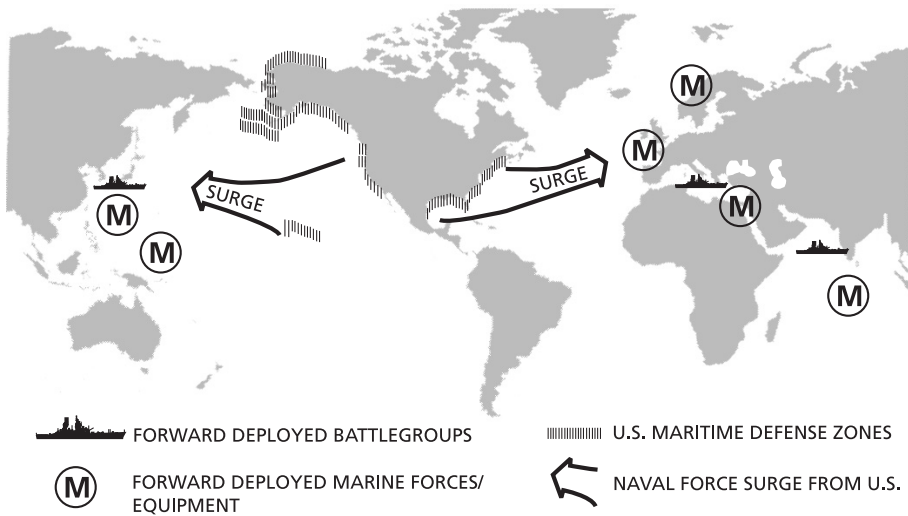 M
M
SURGE
SURGE
M
M
M
M
FORWARD DEPLOYED BATTLEGROUPS
U.S. MARITIME DEFENSE ZONES
M
FORWARD DEPLOYED MARINE FORCES/
EQUIPMENT
NAVAL FORCE SURGE FROM U.S.